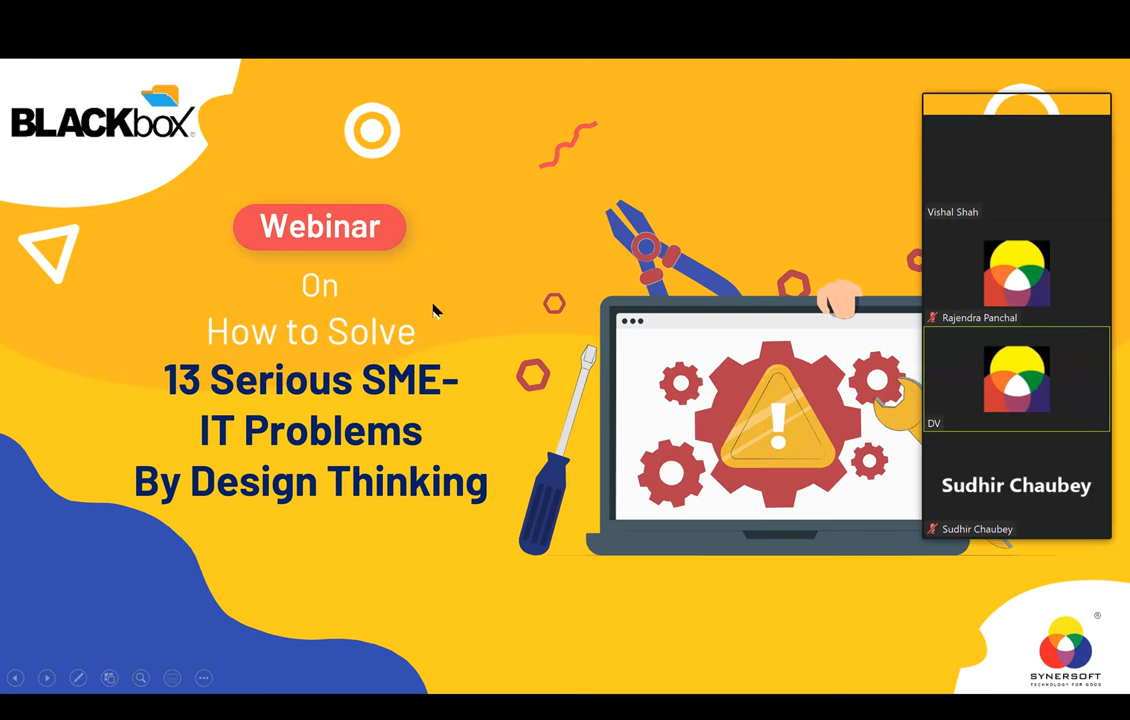 BLACKbox
Webinar
On
How to Solve
13 Serious SME-
IT Problems
By Design Thinking
Vishal Shah
Rajendra Panchal
DV
Sudhir Chaubey
Sudhir Chaubey
®
SYNERSOFT
TECHNOLOGY FOR GOOD